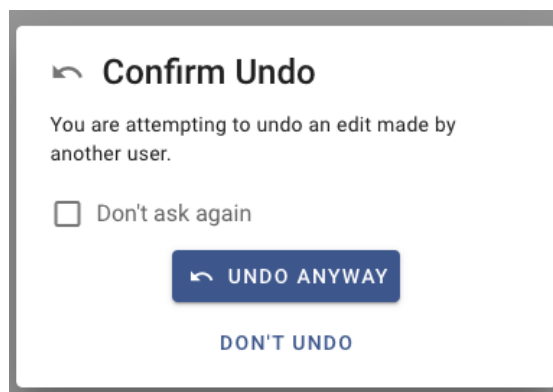 Confirm Undo
You are attempting to undo an edit made by
another user.
Don't ask again
UNDO ANYWAY
DON'T UNDO